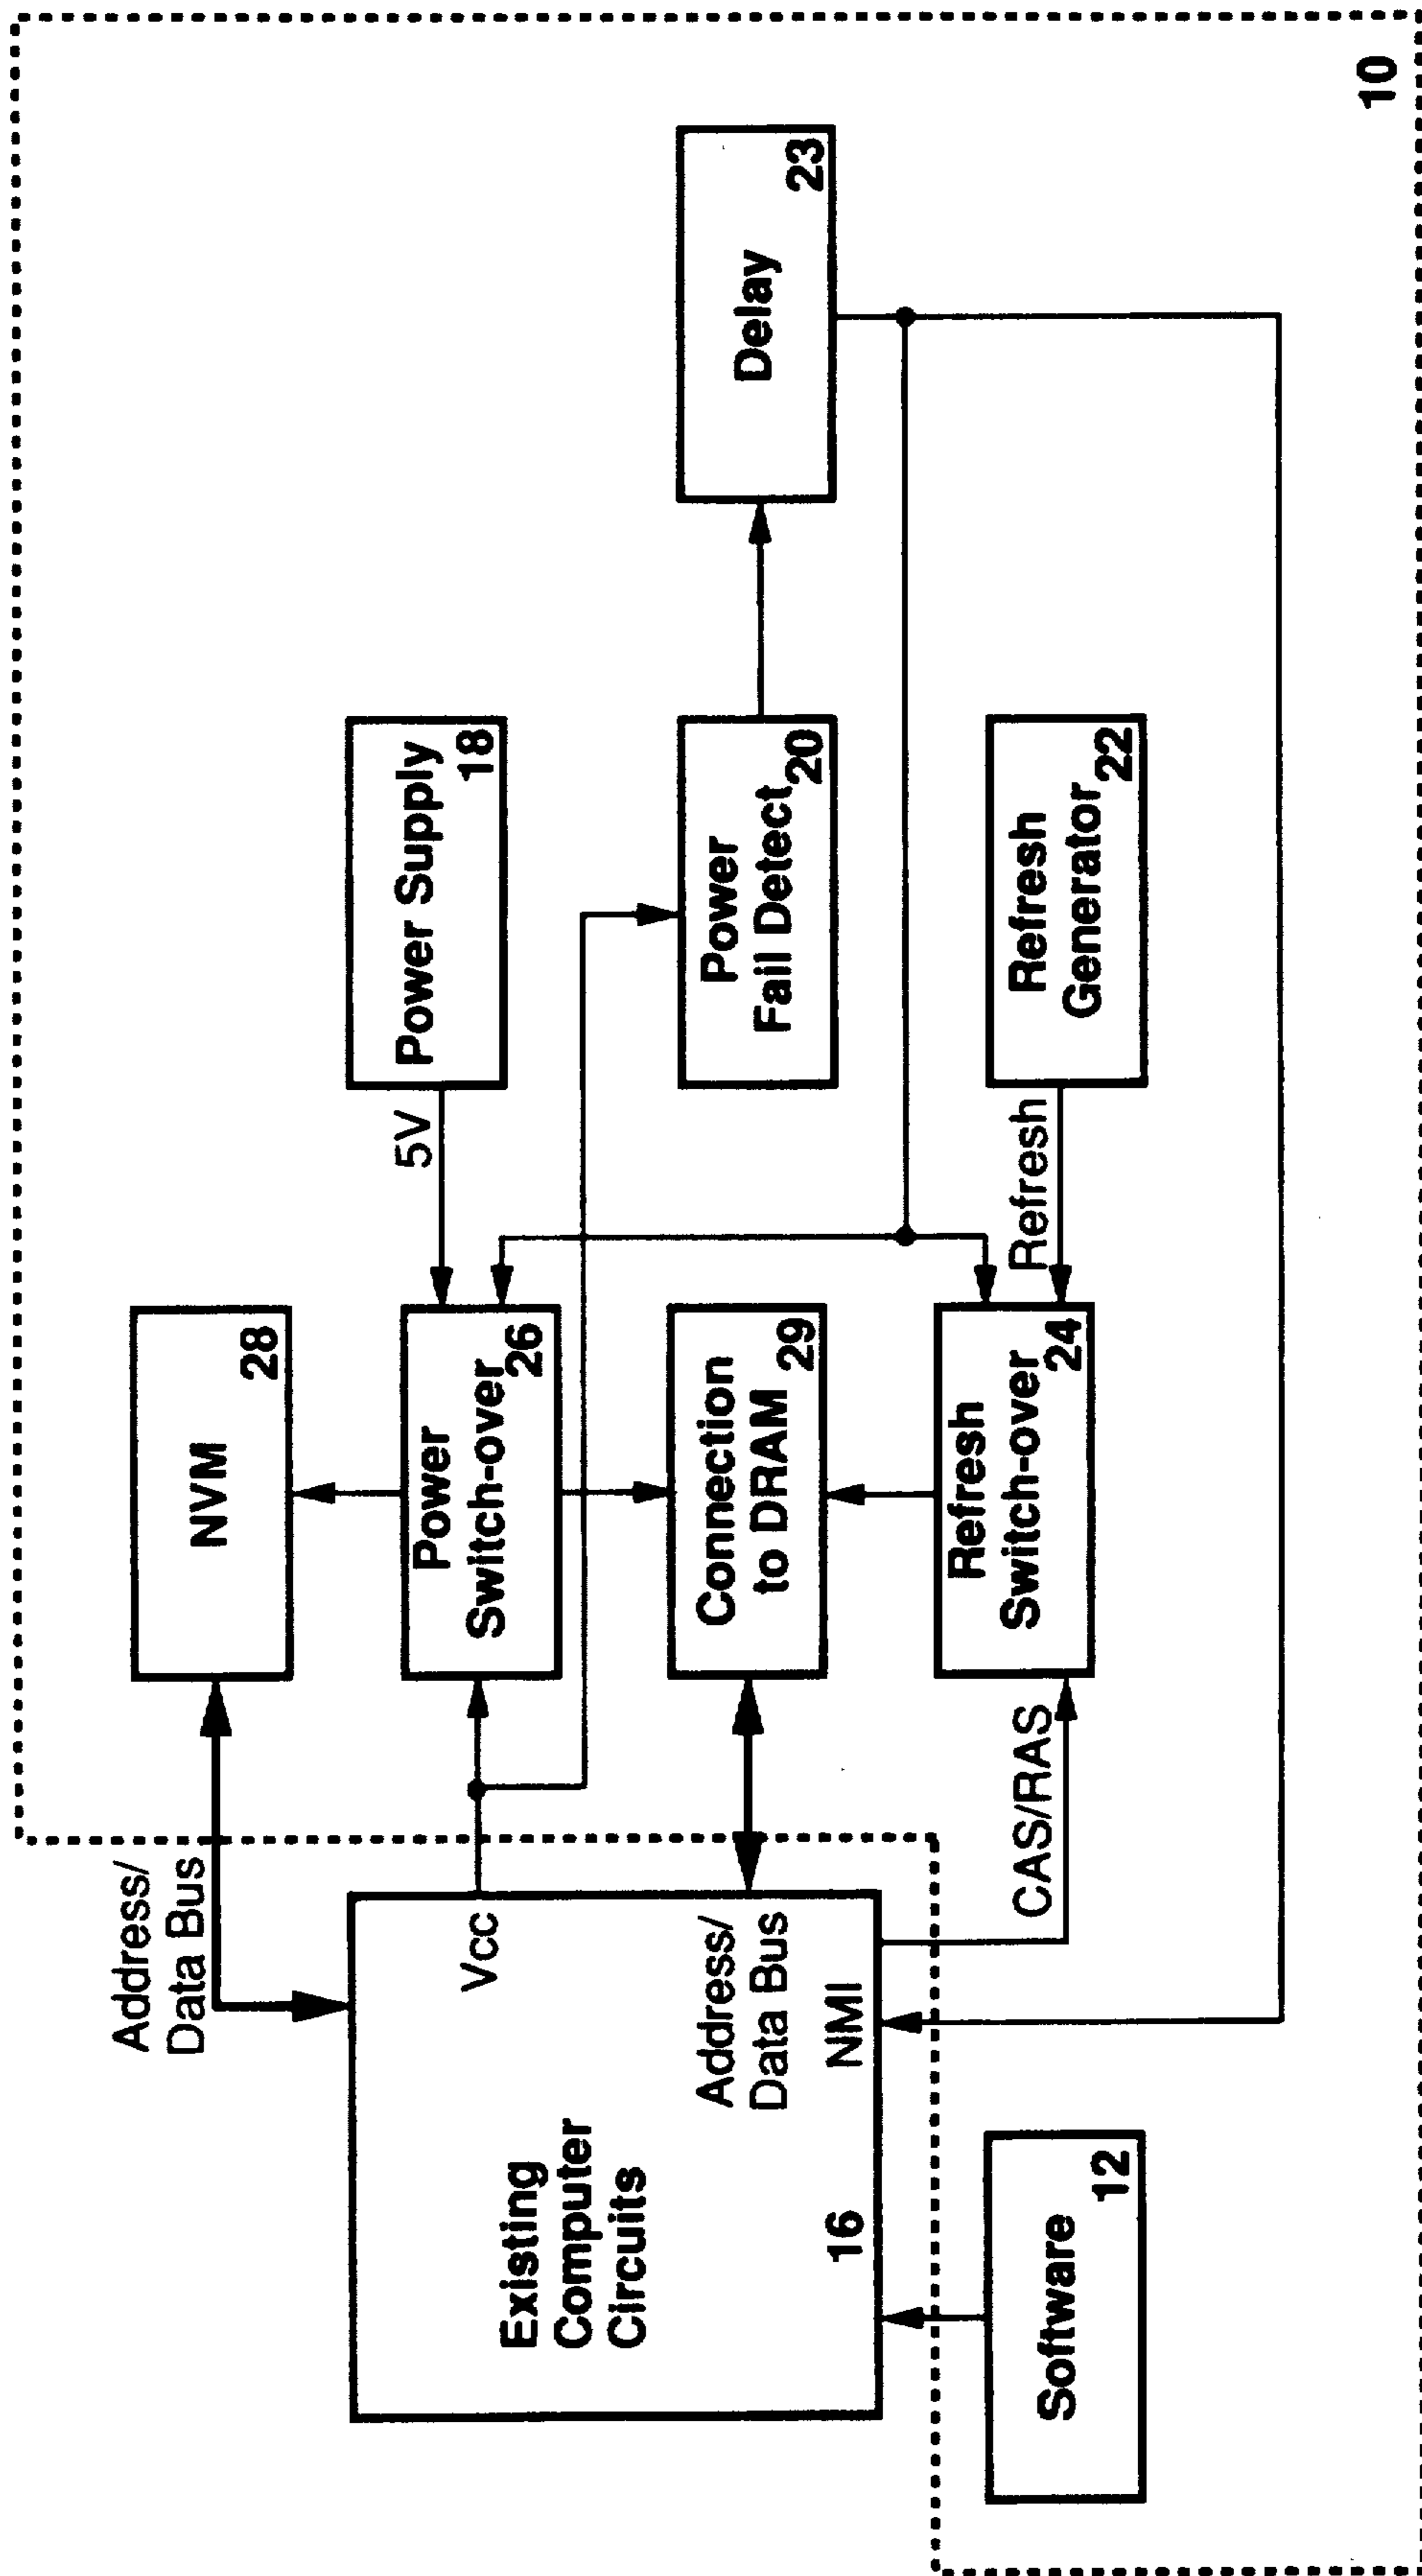 Address/
Data Bus
NVM
28
Existing
Computer
Circuits
16
Vcc
Address/
Data Bus
NMI
Power
Switch-over
26
5V
Power Supply
18
Connection
to DRAM
29
Power
Fail Detect
20
Delay
23
CAS/RAS
Refresh
Switch-over
24
Refresh
Refresh
Generator
22
Software
12
10